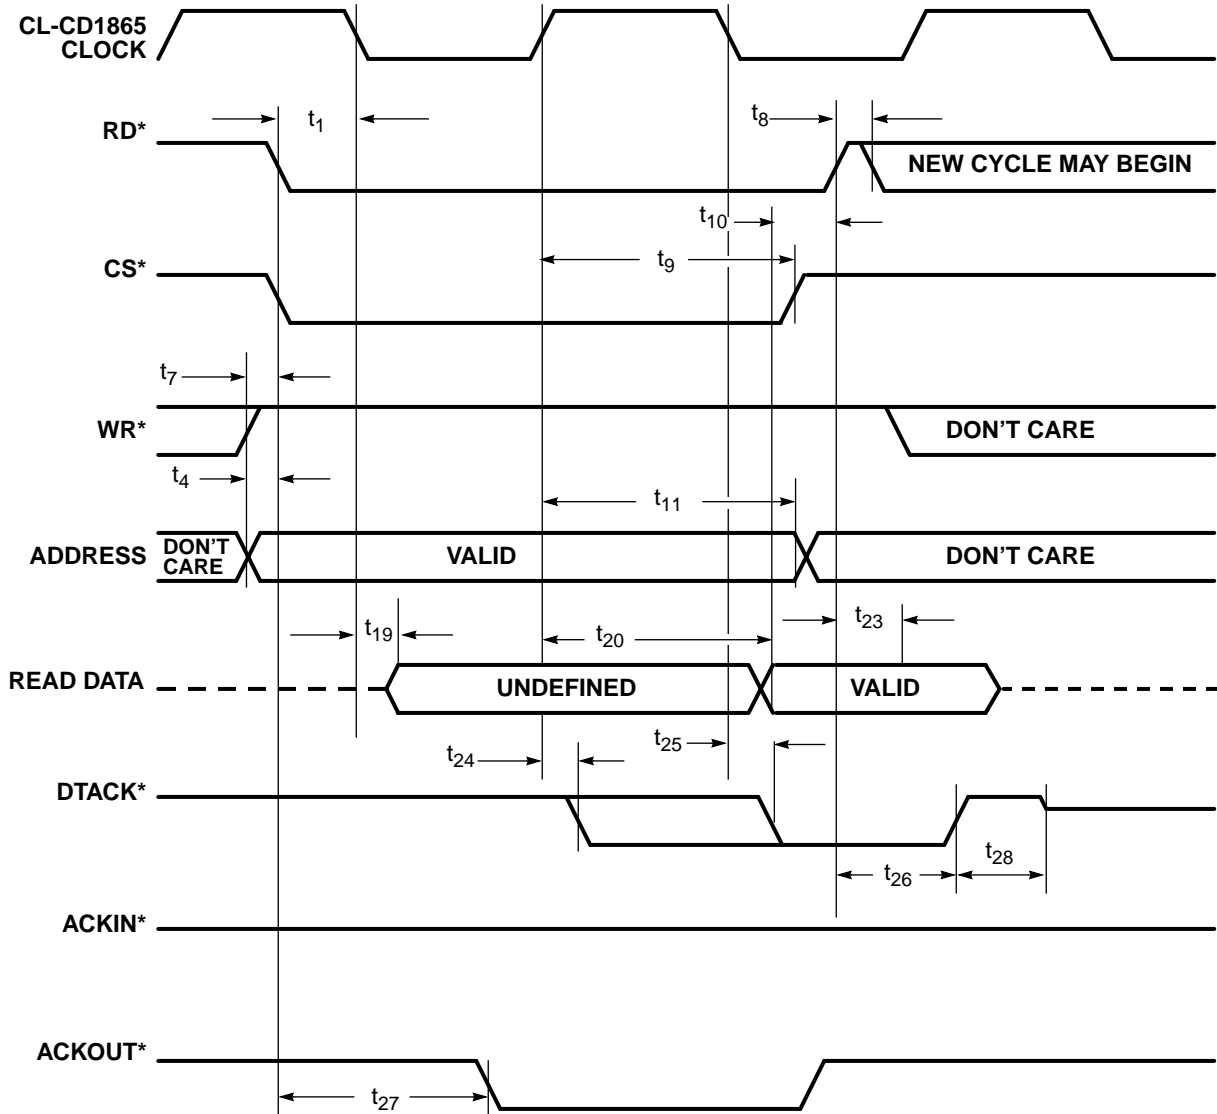 CL-CD1865
CLOCK
t1
t8
RD*
NEW CYCLE MAY BEGIN
t10
t9
CS*
t7
WR*
DON'T CARE
t4
t11
ADDRESS
DON'T
CARE
VALID
DON'T CARE
t19
t20
t23
READ DATA
UNDEFINED
VALID
t24
t25
DTACK*
t26
t28
ACKIN*
ACKOUT*
t27